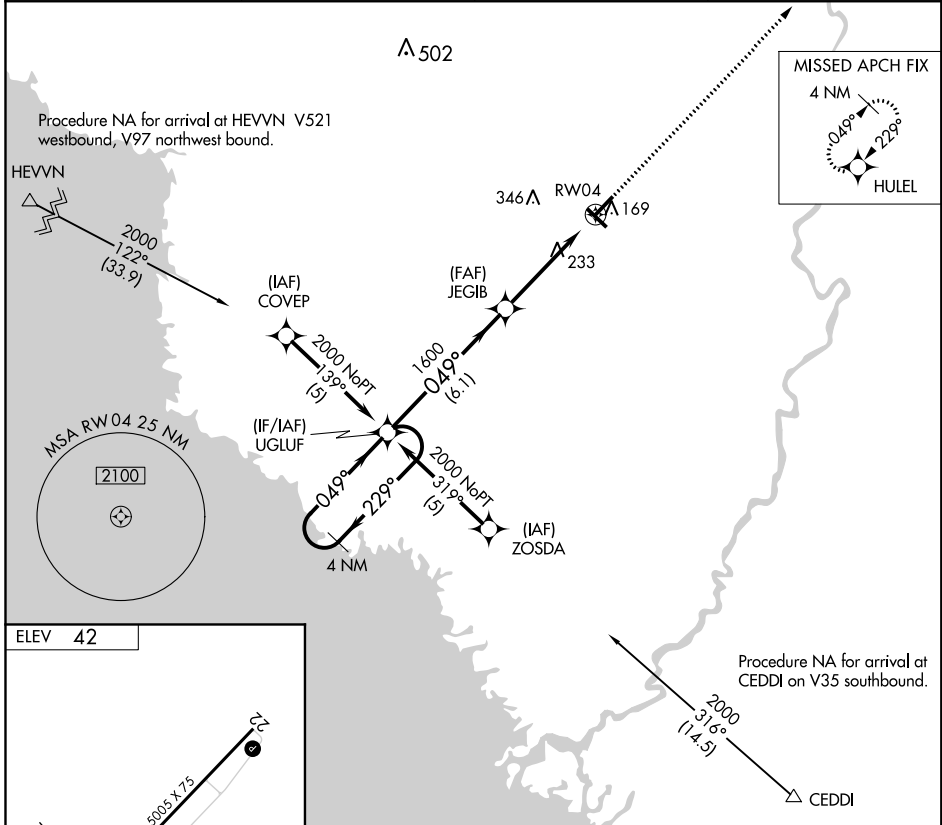 502
MISSED APCH FIX
4 NM
049°
229°
HULEL
Procedure NA for arrival at HEVVN V521
westbound, V97 northwest bound.
HEVVN
2000
122°
(33.9)
346
RW04
169
233
(FAF)
JEGIB
(IAF)
COVEP
2000 NoPT
139°
(5)
1600
049°
(6.1)
(IF/IAF)
UGLUF
MSA RW04 25 NM
2100
049°
229°
4 NM
2000 NoPT
319°
(5)
(IAF)
ZOSDA
ELEV 42
Procedure NA for arrival at
CEDDI on V35 southbound.
2000
316°
(14.5)
CEDDI
22
P
5005 X 75